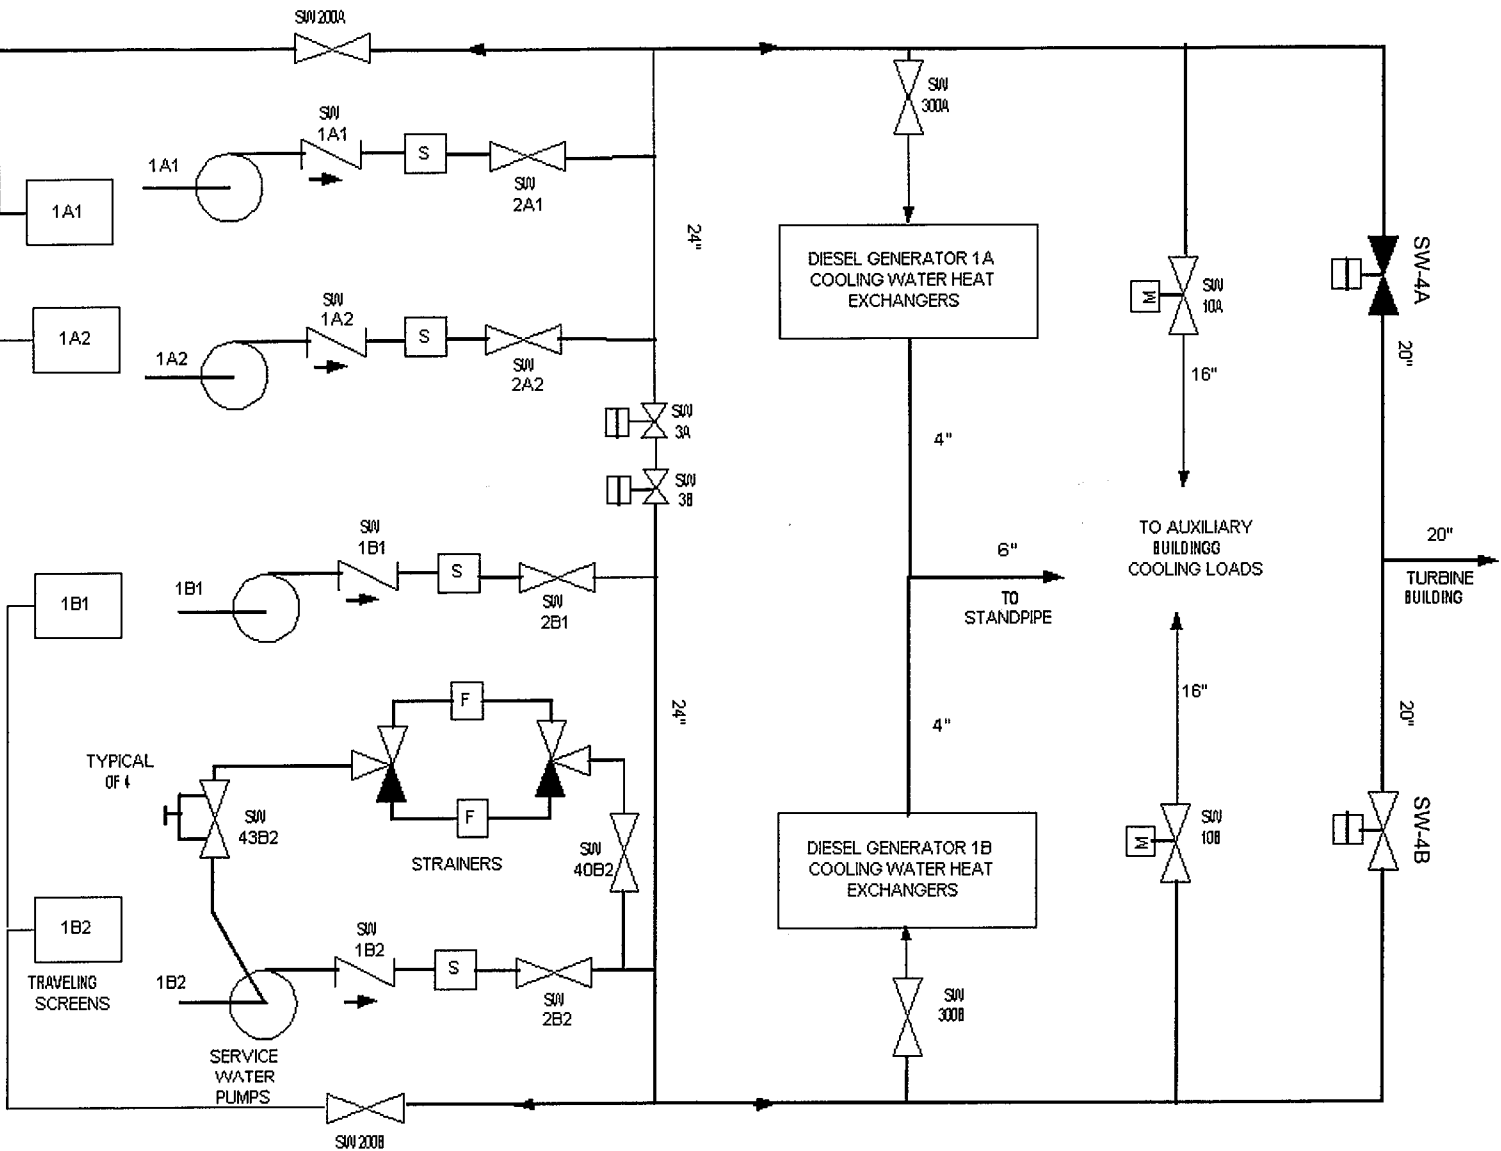 SW 200A
SW
300A
SW
1A1
1A1
S
SW
2A1
1A1
24"
DIESEL GENERATOR 1A
COOLING WATER HEAT
EXCHANGERS
M
SW
10A
SW-4A
SW
1A2
1A2
1A2
S
SW
2A2
20"
16"
SW
3A
4"
SW
3B
SW
1B1
TO AUXILIARY
BUILDINGG
COOLING LOADS
6"
20"
1B1
1B1
S
SW
2B1
TO
STANDPIPE
TURBINE
BUILDING
F
24"
16"
20"
4"
TYPICAL
OF 4
SW
43B2
F
STRAINERS
SW
40B2
DIESEL GENERATOR 1B
COOLING WATER HEAT
EXCHANGERS
M
SW
10B
SW-4B
1B2
SW
1B2
TRAVELING
SCREENS
1B2
S
SW
2B2
SW
300B
SERVICE
WATER
PUMPS
SW 200B